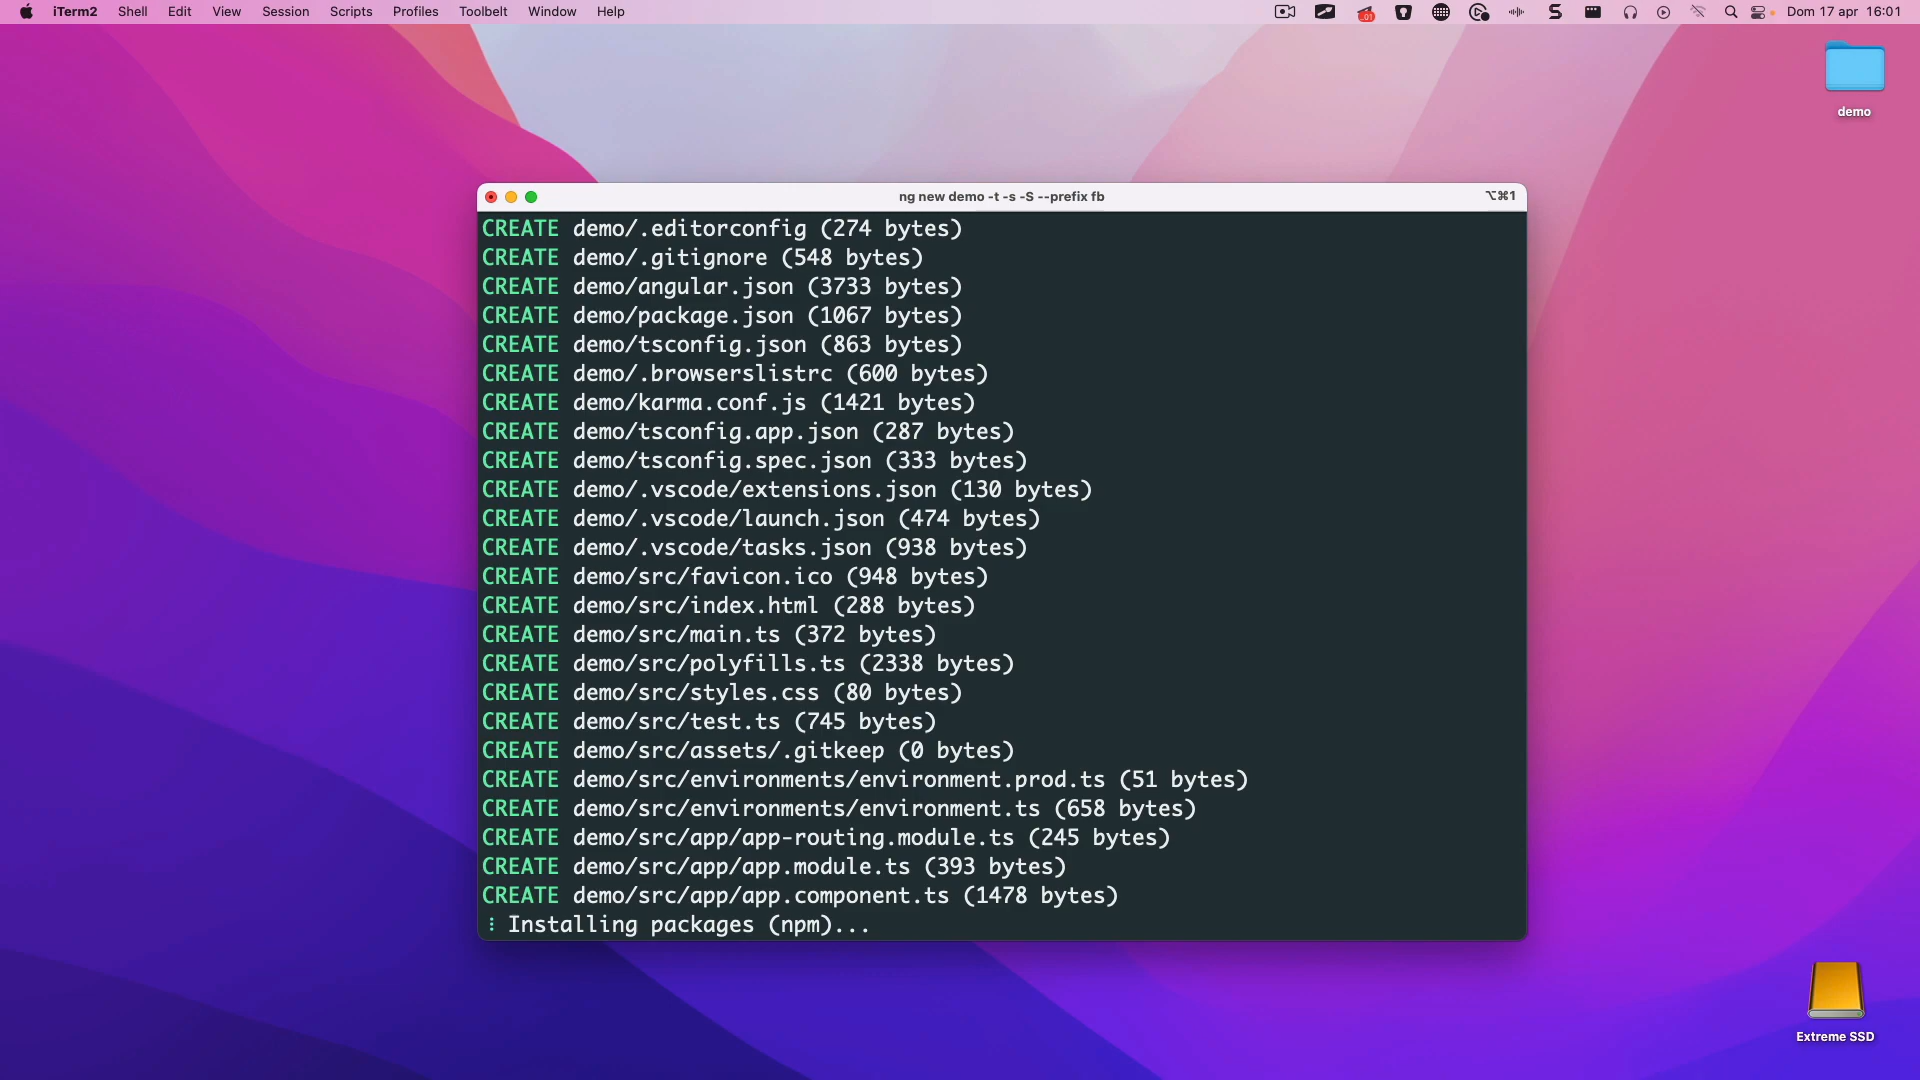 iTerm2 Shell Edit View Session Scripts Profiles Toolbelt Window Help Dom 17 apr 16:01
demo
ng new demo -t -s -S --prefix fb ⌥⌘1
CREATE demo/.editorconfig (274 bytes)
CREATE demo/.gitignore (548 bytes)
CREATE demo/angular.json (3733 bytes)
CREATE demo/package.json (1067 bytes)
CREATE demo/tsconfig.json (863 bytes)
CREATE demo/.browserslistrc (600 bytes)
CREATE demo/karma.conf.js (1421 bytes)
CREATE demo/tsconfig.app.json (287 bytes)
CREATE demo/tsconfig.spec.json (333 bytes)
CREATE demo/.vscode/extensions.json (130 bytes)
CREATE demo/.vscode/launch.json (474 bytes)
CREATE demo/.vscode/tasks.json (938 bytes)
CREATE demo/src/favicon.ico (948 bytes)
CREATE demo/src/index.html (288 bytes)
CREATE demo/src/main.ts (372 bytes)
CREATE demo/src/polyfills.ts (2338 bytes)
CREATE demo/src/styles.css (80 bytes)
CREATE demo/src/test.ts (745 bytes)
CREATE demo/src/assets/.gitkeep (0 bytes)
CREATE demo/src/environments/environment.prod.ts (51 bytes)
CREATE demo/src/environments/environment.ts (658 bytes)
CREATE demo/src/app/app-routing.module.ts (245 bytes)
CREATE demo/src/app/app.module.ts (393 bytes)
CREATE demo/src/app/app.component.ts (1478 bytes)
⠇ Installing packages (npm)...
Extreme SSD